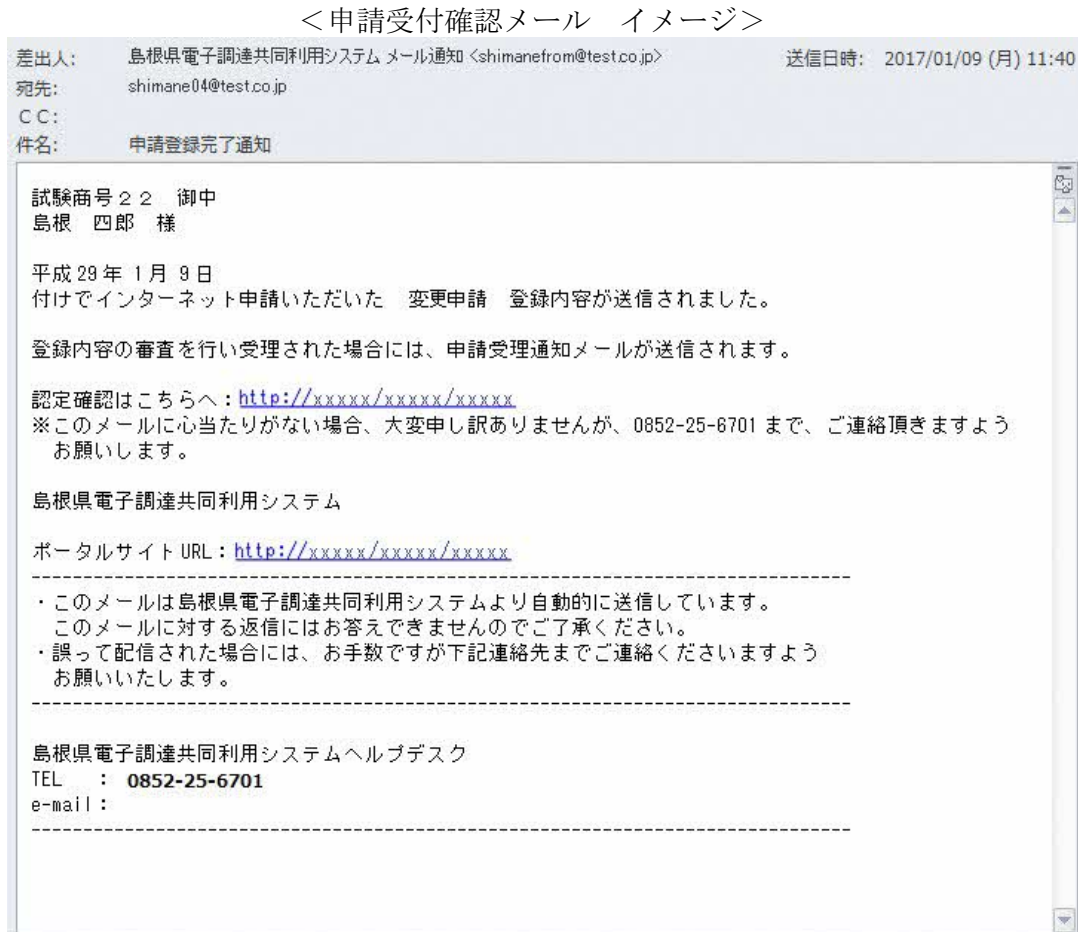 ＜申請受付確認メール　イメージ＞
差出人:　島根県電子調達共同利用システム メール通知 <shimanefrom@test.co.jp>　送信日時:　2017/01/09 (月) 11:40
宛先:　shimane04@test.co.jp
CC:
件名:　申請登録完了通知
試験商号２２　御中
島根　四郎　様
平成 29 年 1 月 9 日
付けでインターネット申請いただいた　変更申請　登録内容が送信されました。
登録内容の審査を行い受理された場合には、申請受理通知メールが送信されます。
認定確認はこちらへ：http://xxxxx/xxxxx/xxxxx
※このメールに心当たりがない場合、大変申し訳ありませんが、0852-25-6701 まで、ご連絡頂きますよう
お願いします。
島根県電子調達共同利用システム
ポータルサイト URL：http://xxxxx/xxxxx/xxxxx
--------------------------------------------------------------------------------
・このメールは島根県電子調達共同利用システムより自動的に送信しています。
このメールに対する返信にはお答えできませんのでご了承ください。
・誤って配信された場合には、お手数ですが下記連絡先までご連絡くださいますよう
お願いいたします。
--------------------------------------------------------------------------------
島根県電子調達共同利用システムヘルプデスク
TEL　：0852-25-6701
e-mail：
--------------------------------------------------------------------------------